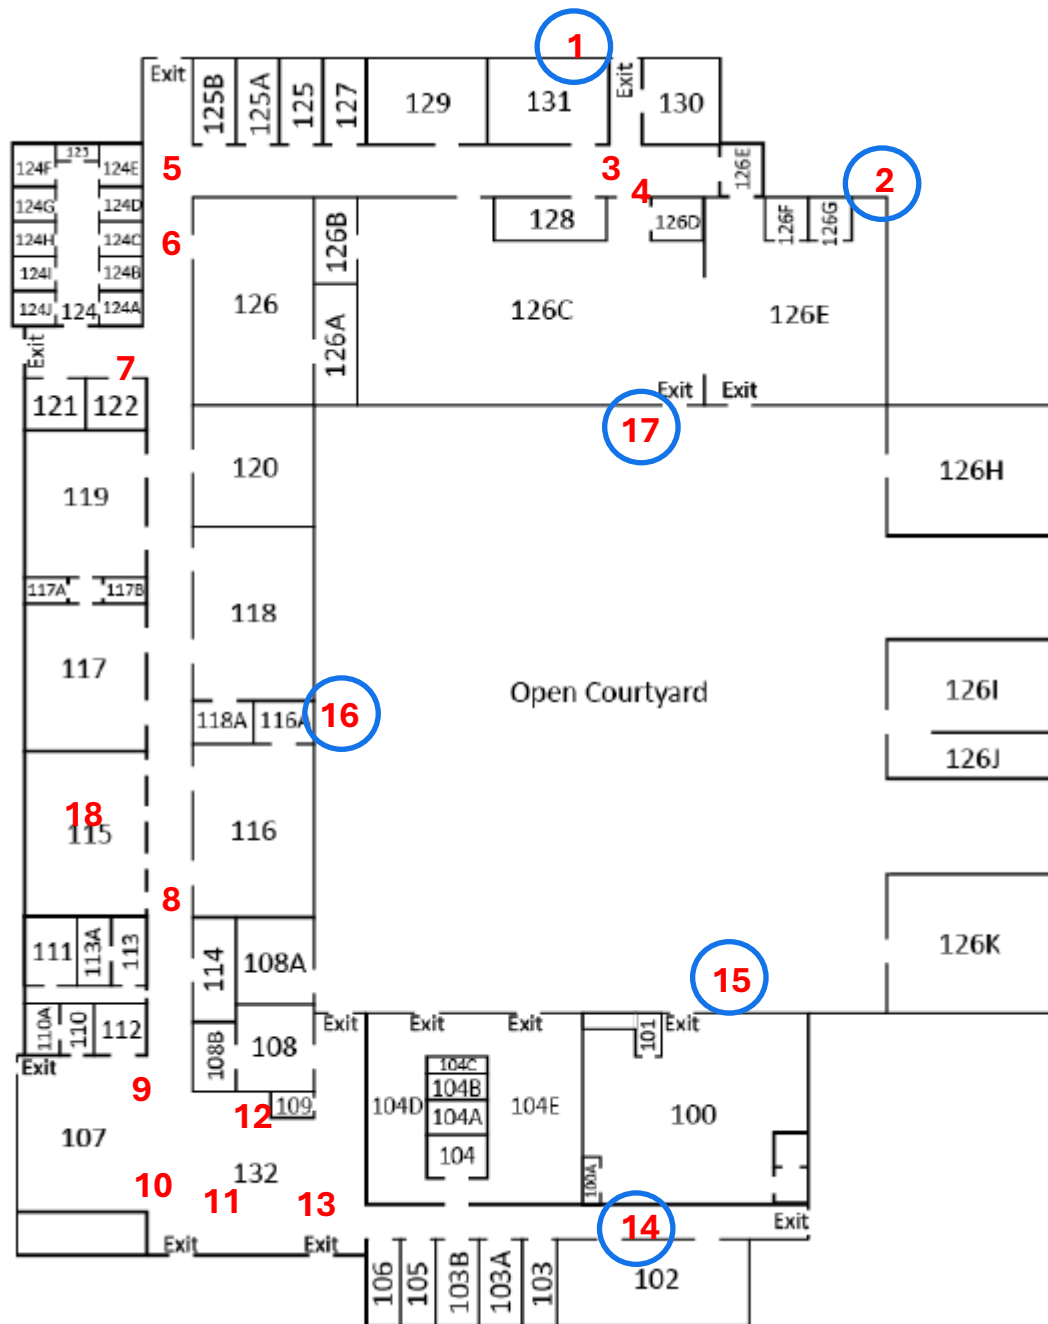 1
Exit
125B
125A
125
127
129
131
Exit
130
5
3
4
126E
2
124F
123
124E
124G
124D
124H
124C
124I
124B
124J
124
124A
6
126B
128
126D
126F
126G
126
126A
126C
126E
Exit
7
121
122
Exit
Exit
17
119
120
126H
117A
117B
118
117
118A
116A
16
Open Courtyard
126I
126J
18
115
116
8
111
113A
113
114
108A
15
126K
110A
110
112
Exit
Exit
Exit
101
Exit
108B
108
Exit
9
104C
104B
104A
104
104D
104E
12
109
107
100
10
11
132
13
100A
14
Exit
Exit
Exit
106
105
103B
103A
103
102